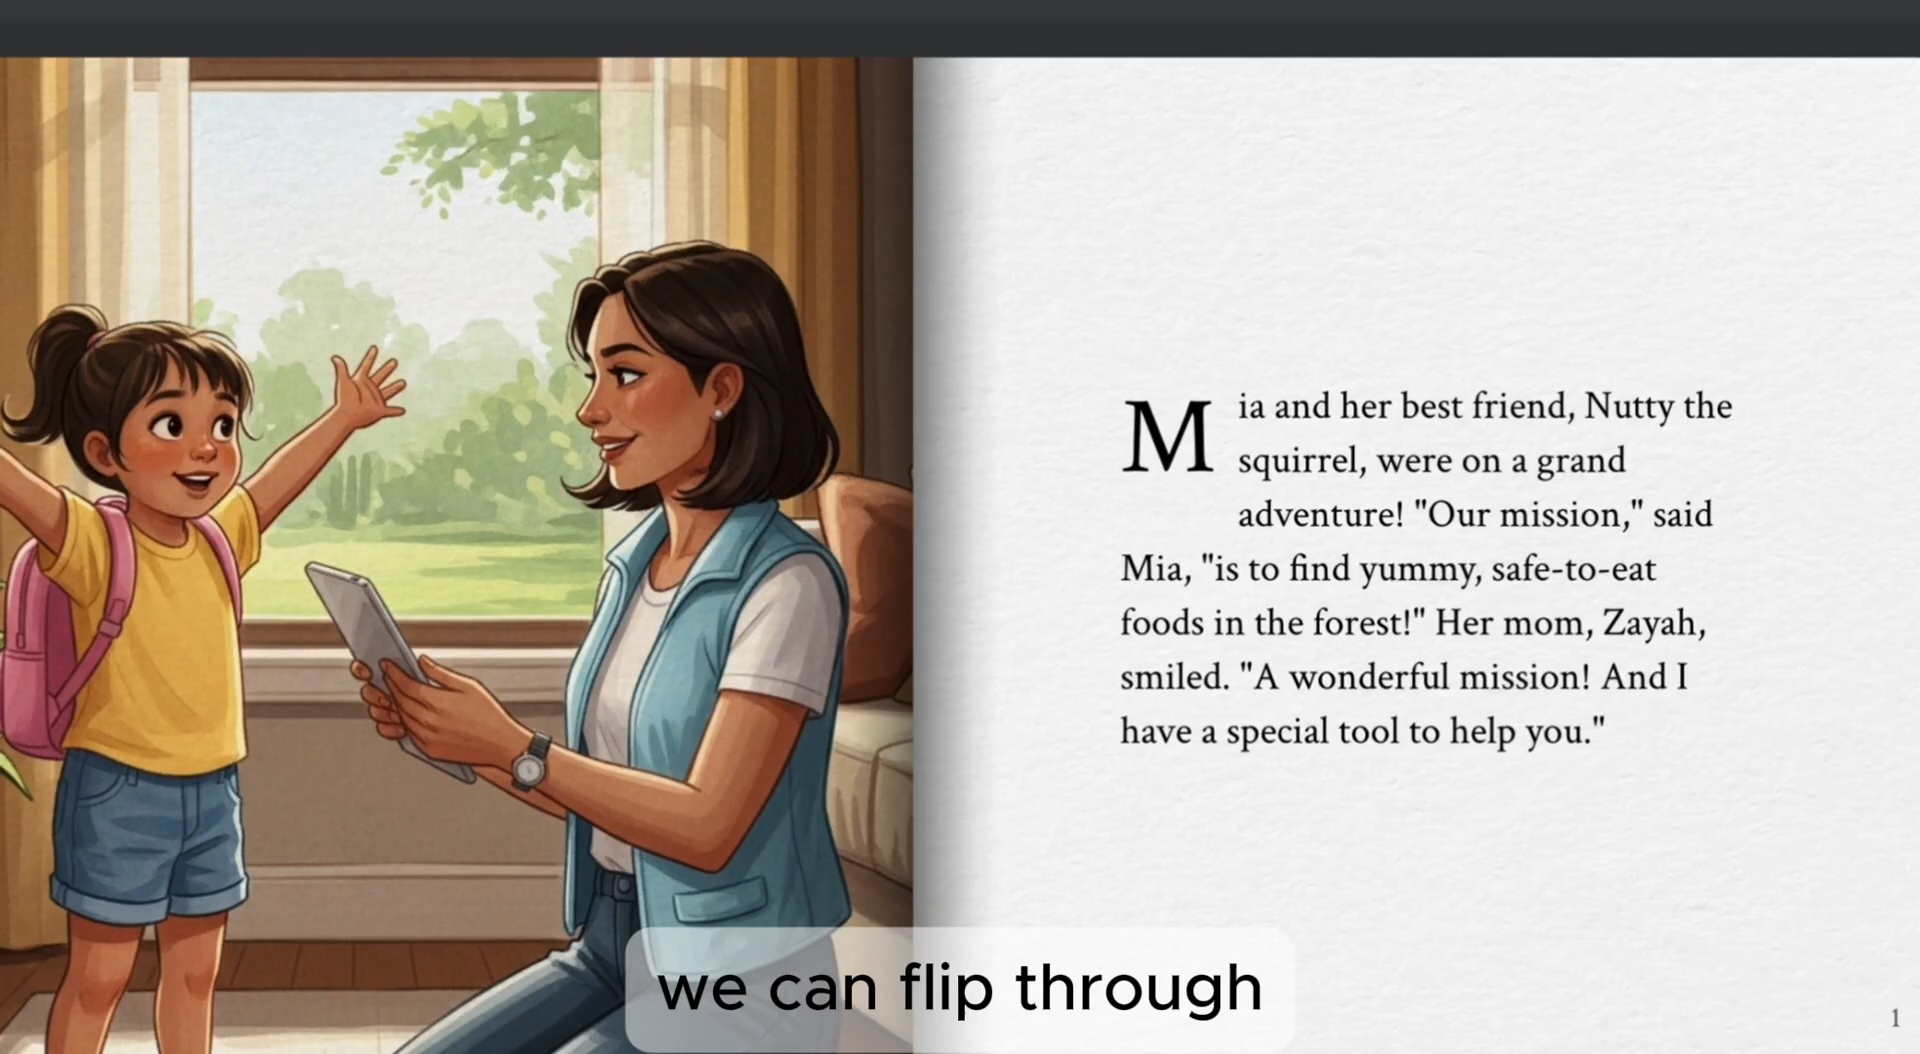 Mia and her best friend, Nutty the
squirrel, were on a grand
adventure! "Our mission," said
Mia, "is to find yummy, safe-to-eat
foods in the forest!" Her mom, Zayah,
smiled. "A wonderful mission! And I
have a special tool to help you."
we can flip through
1